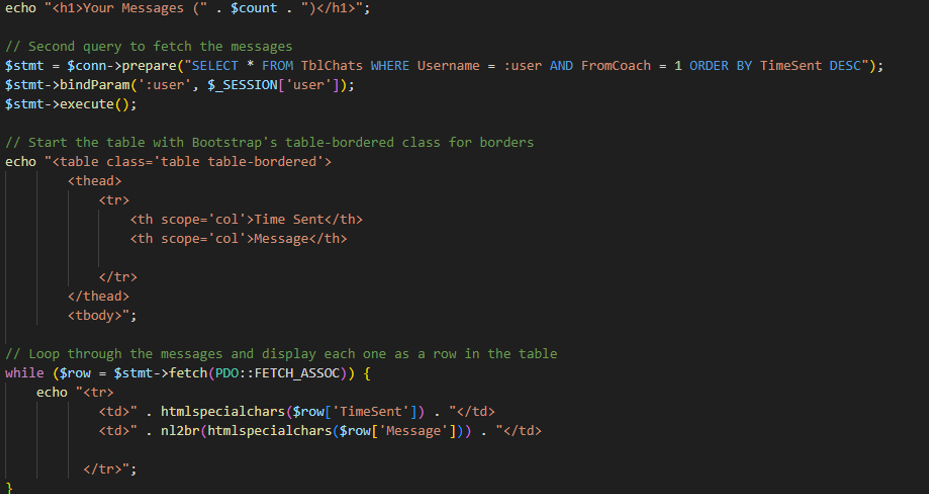 echo "<h1>Your Messages (" . $count . ")</h1>";
// Second query to fetch the messages
$stmt = $conn->prepare("SELECT * FROM TblChats WHERE Username = :user AND FromCoach = 1 ORDER BY TimeSent DESC");
$stmt->bindParam(':user', $_SESSION['user']);
$stmt->execute();
// Start the table with Bootstrap's table-bordered class for borders
echo "<table class='table table-bordered'>
<thead>
<tr>
<th scope='col'>Time Sent</th>
<th scope='col'>Message</th>
</tr>
</thead>
<tbody>";
// Loop through the messages and display each one as a row in the table
while ($row = $stmt->fetch(PDO::FETCH_ASSOC)) {
echo "<tr>
<td>" . htmlspecialchars($row['TimeSent']) . "</td>
<td>" . nl2br(htmlspecialchars($row['Message'])) . "</td>
</tr>";
}